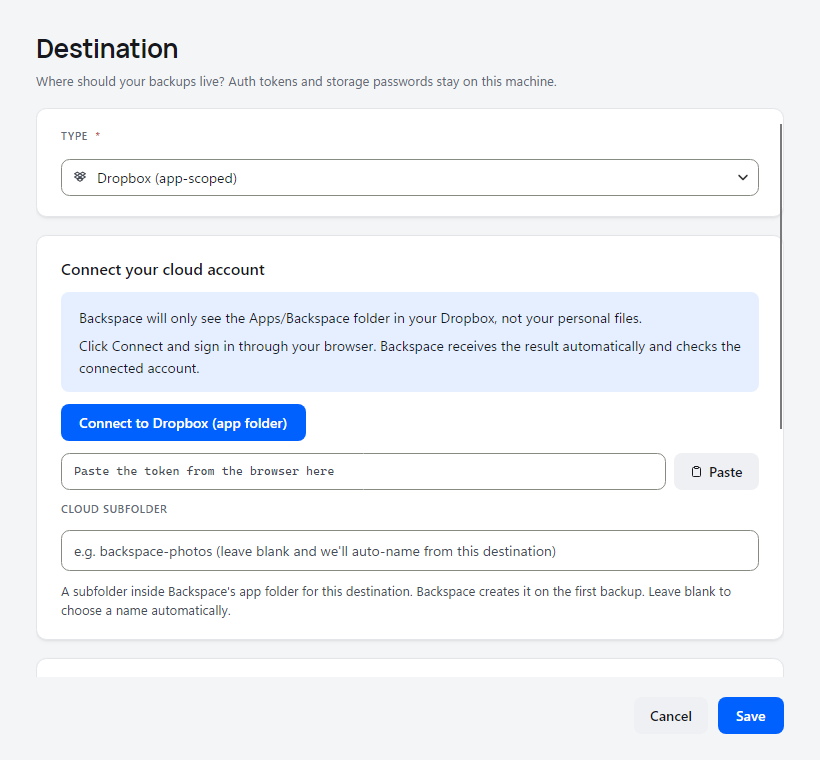 Destination
Where should your backups live? Auth tokens and storage passwords stay on this machine.
TYPE *
Dropbox (app-scoped)
Connect your cloud account
Backspace will only see the Apps/Backspace folder in your Dropbox, not your personal files.
Click Connect and sign in through your browser. Backspace receives the result automatically and checks the
connected account.
Connect to Dropbox (app folder)
Paste the token from the browser here
Paste
CLOUD SUBFOLDER
e.g. backspace-photos (leave blank and we'll auto-name from this destination)
A subfolder inside Backspace's app folder for this destination. Backspace creates it on the first backup. Leave blank to
choose a name automatically.
Cancel
Save